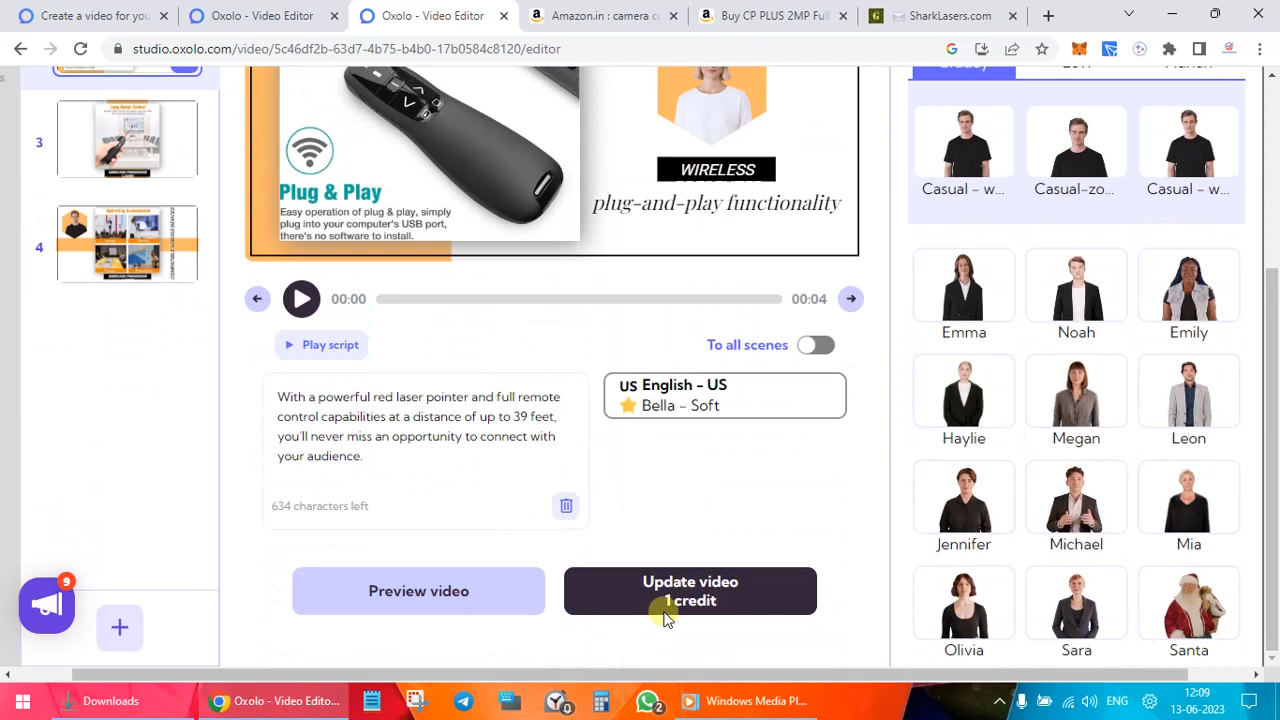 Create a video for you
Oxolo - Video Editor
Oxolo - Video Editor
Amazon.in : camera cc
Buy CP PLUS 2MP Full
SharkLasers.com
studio.oxolo.com/video/5c46df2b-63d7-4b75-b4b0-17b0584c8120/editor
3
4
Plug & Play
Easy operation of plug & play, simply
plug into your computer's USB port,
there's no software to install.
WIRELESS
plug-and-play functionality
00:00
00:04
Play script
To all scenes
With a powerful red laser pointer and full remote
control capabilities at a distance of up to 39 feet,
you'll never miss an opportunity to connect with
your audience.
634 characters left
US English - US
Bella - Soft
Preview video
Update video
1 credit
9
Casual - w...
Casual-zo...
Casual - w...
Emma
Noah
Emily
Haylie
Megan
Leon
Jennifer
Michael
Mia
Olivia
Sara
Santa
Downloads
Oxolo - Video Edito...
0
2
Windows Media Pl...
ENG
12:09
13-06-2023